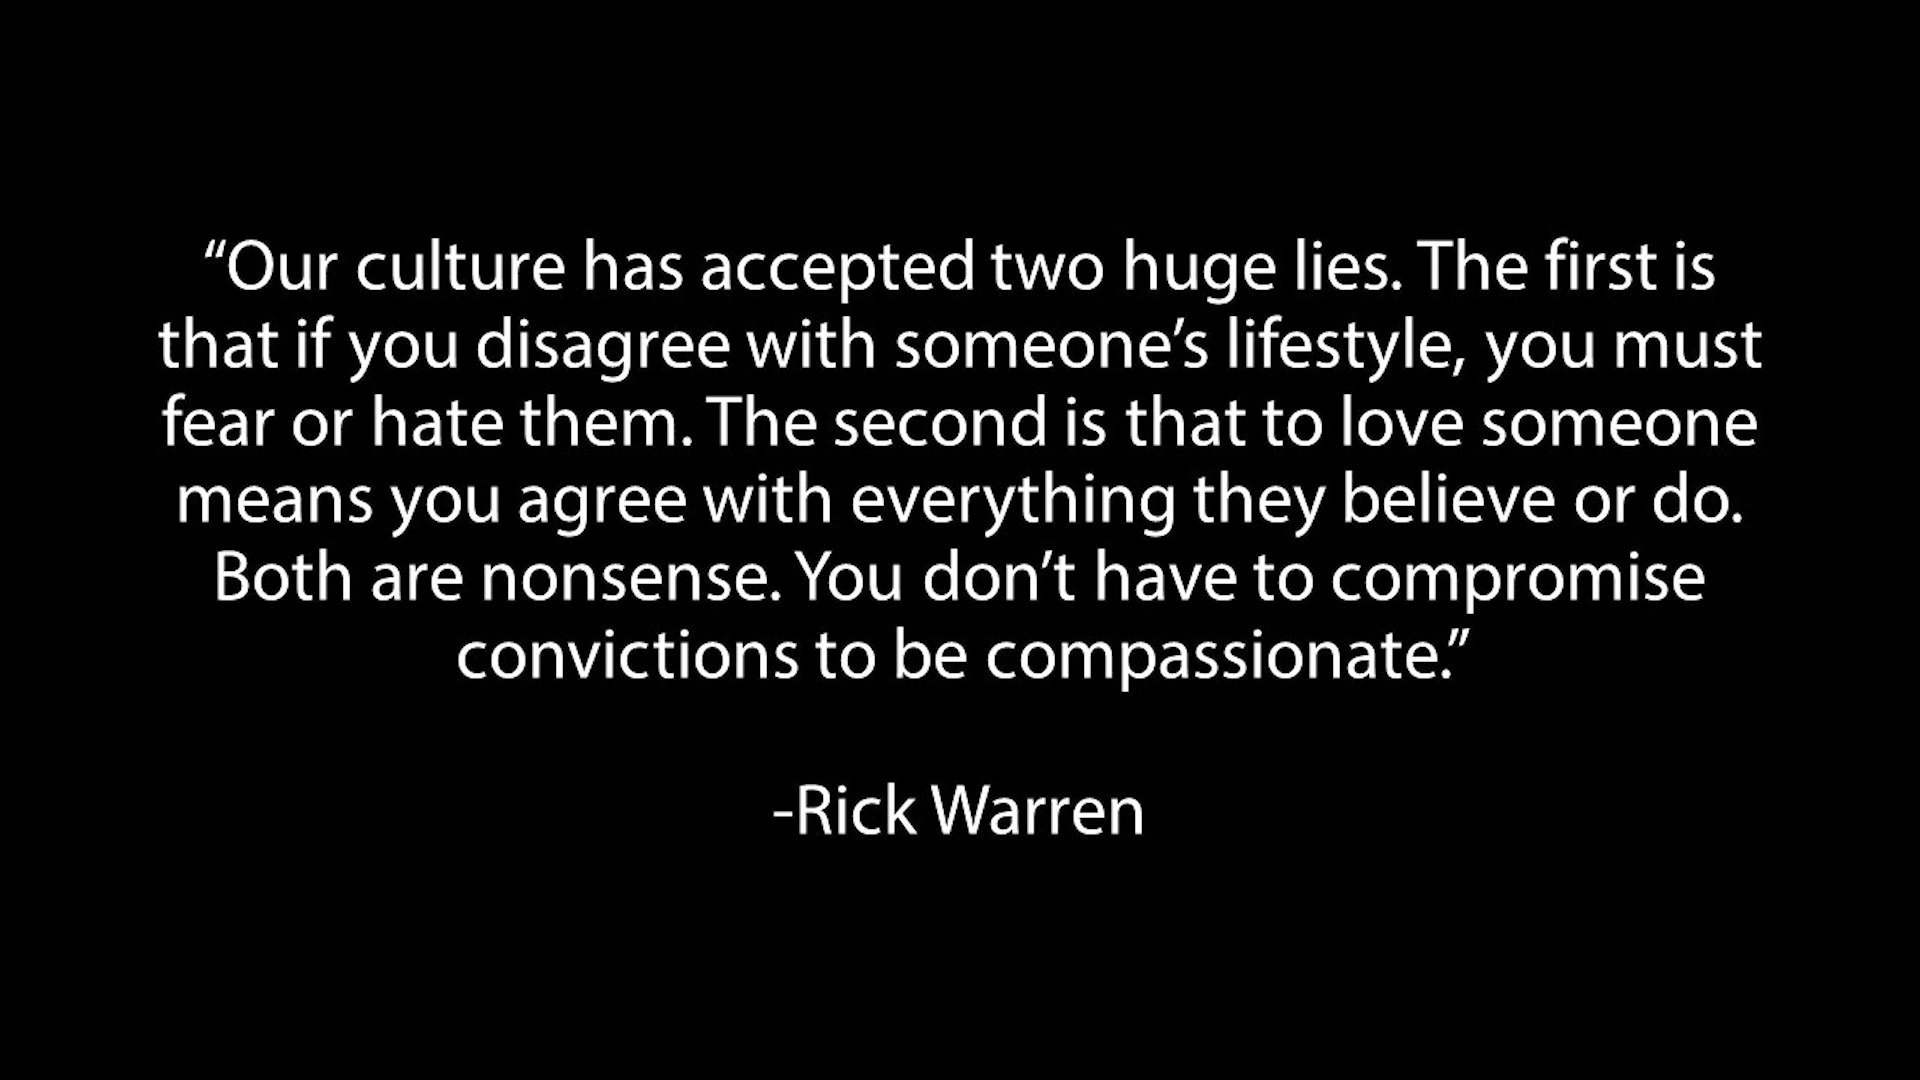 “Our culture has accepted two huge lies. The first is
that if you disagree with someone’s lifestyle, you must
fear or hate them. The second is that to love someone
means you agree with everything they believe or do.
Both are nonsense. You don’t have to compromise
convictions to be compassionate.”
-Rick Warren